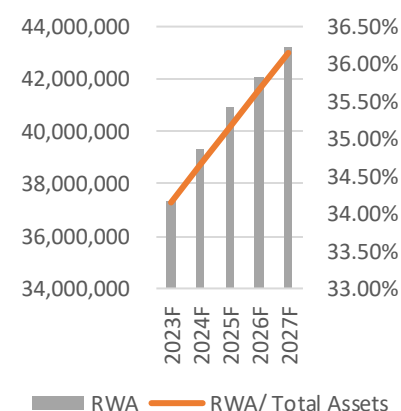 44,000,000
42,000,000
40,000,000
38,000,000
36,000,000
34,000,000
36.50%
36.00%
35.50%
35.00%
34.50%
34.00%
33.50%
33.00%
2023F
2024F
2025F
2026F
2027F
RWA
RWA/ Total Assets